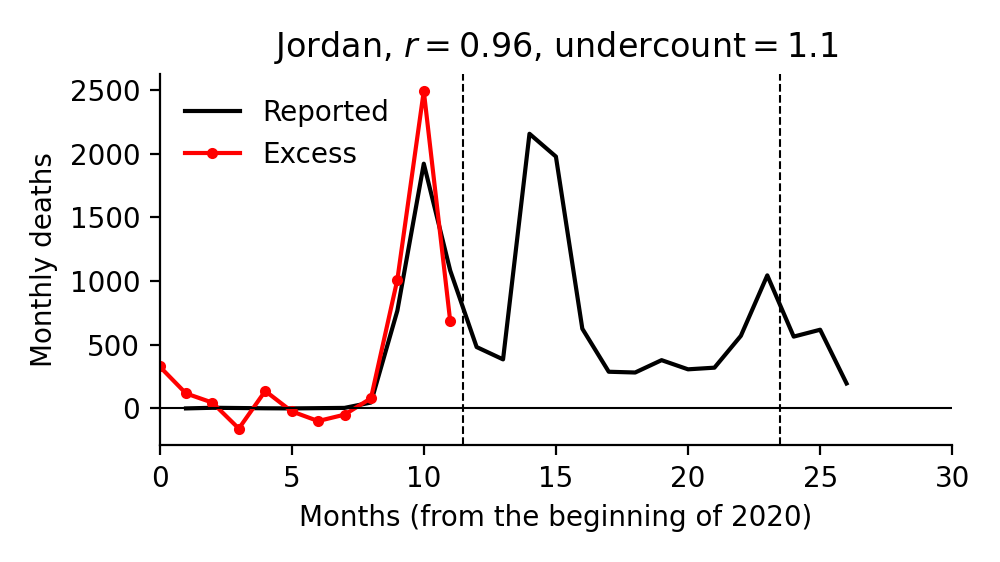 Jordan, r = 0.96, undercount = 1.1
Monthly deaths
2500
2000
1500
1000
500
0
Reported
Excess
0 5 10 15 20 25 30
Months (from the beginning of 2020)